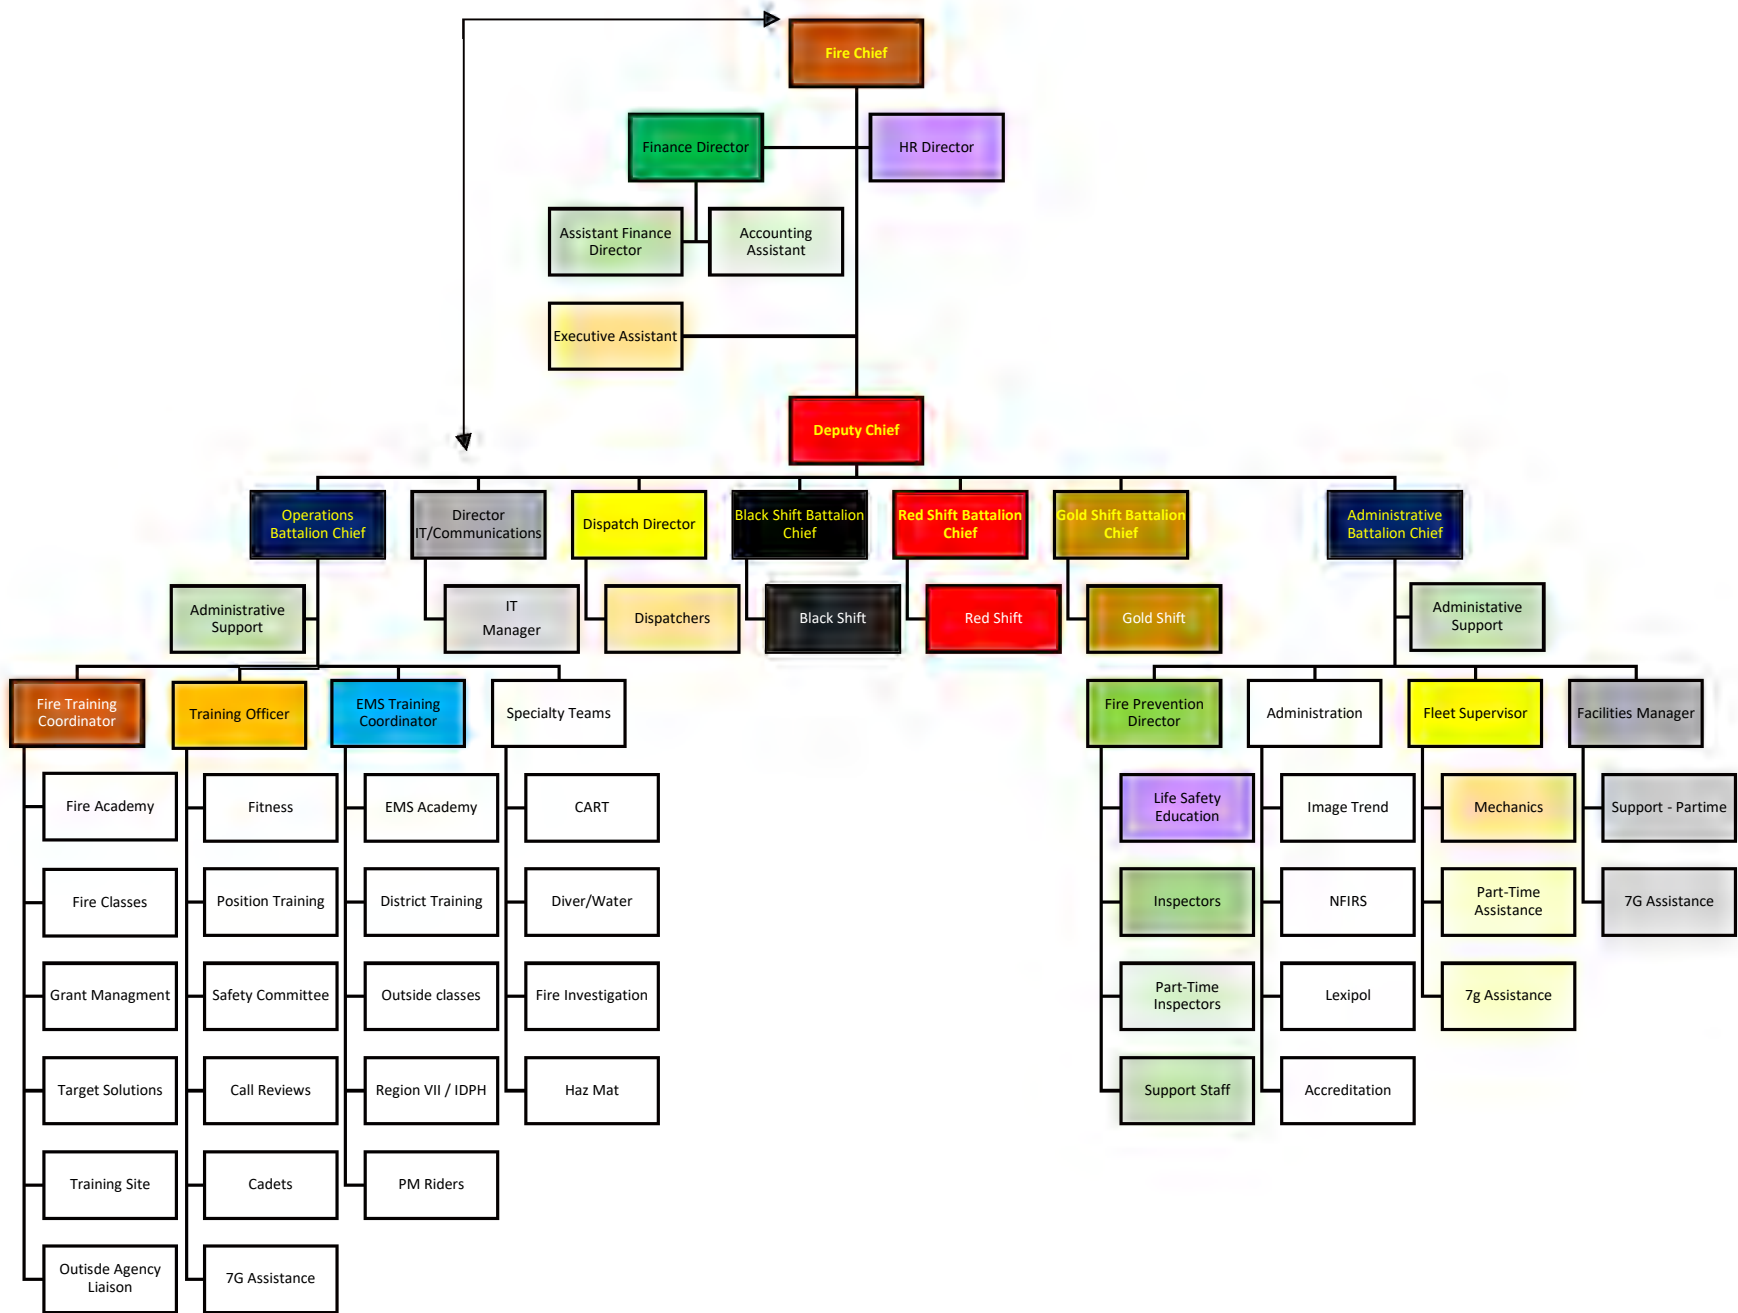 Fire Chief
Finance Director
HR Director
Assistant Finance
Director
Accounting
Assistant
Executive Assistant
Deputy Chief
Operations
Battalion Chief
Director
IT/Communications
Dispatch Director
Black Shift Battalion
Chief
Red Shift Battalion
Chief
Gold Shift Battalion
Chief
Administrative
Battalion Chief
Administrative
Support
IT
Manager
Dispatchers
Black Shift
Red Shift
Gold Shift
Administative
Support
Fire Training
Coordinator
Training Officer
EMS Training
Coordinator
Specialty Teams
Fire Prevention
Director
Administration
Fleet Supervisor
Facilities Manager
Fire Academy
Fitness
EMS Academy
CART
Life Safety
Education
Image Trend
Mechanics
Support - Partime
Fire Classes
Position Training
District Training
Diver/Water
Inspectors
NFIRS
Part-Time
Assistance
7G Assistance
Grant Managment
Safety Committee
Outside classes
Fire Investigation
Part-Time
Inspectors
Lexipol
7g Assistance
Target Solutions
Call Reviews
Region VII / IDPH
Haz Mat
Support Staff
Accreditation
Training Site
Cadets
PM Riders
Outisde Agency
Liaison
7G Assistance